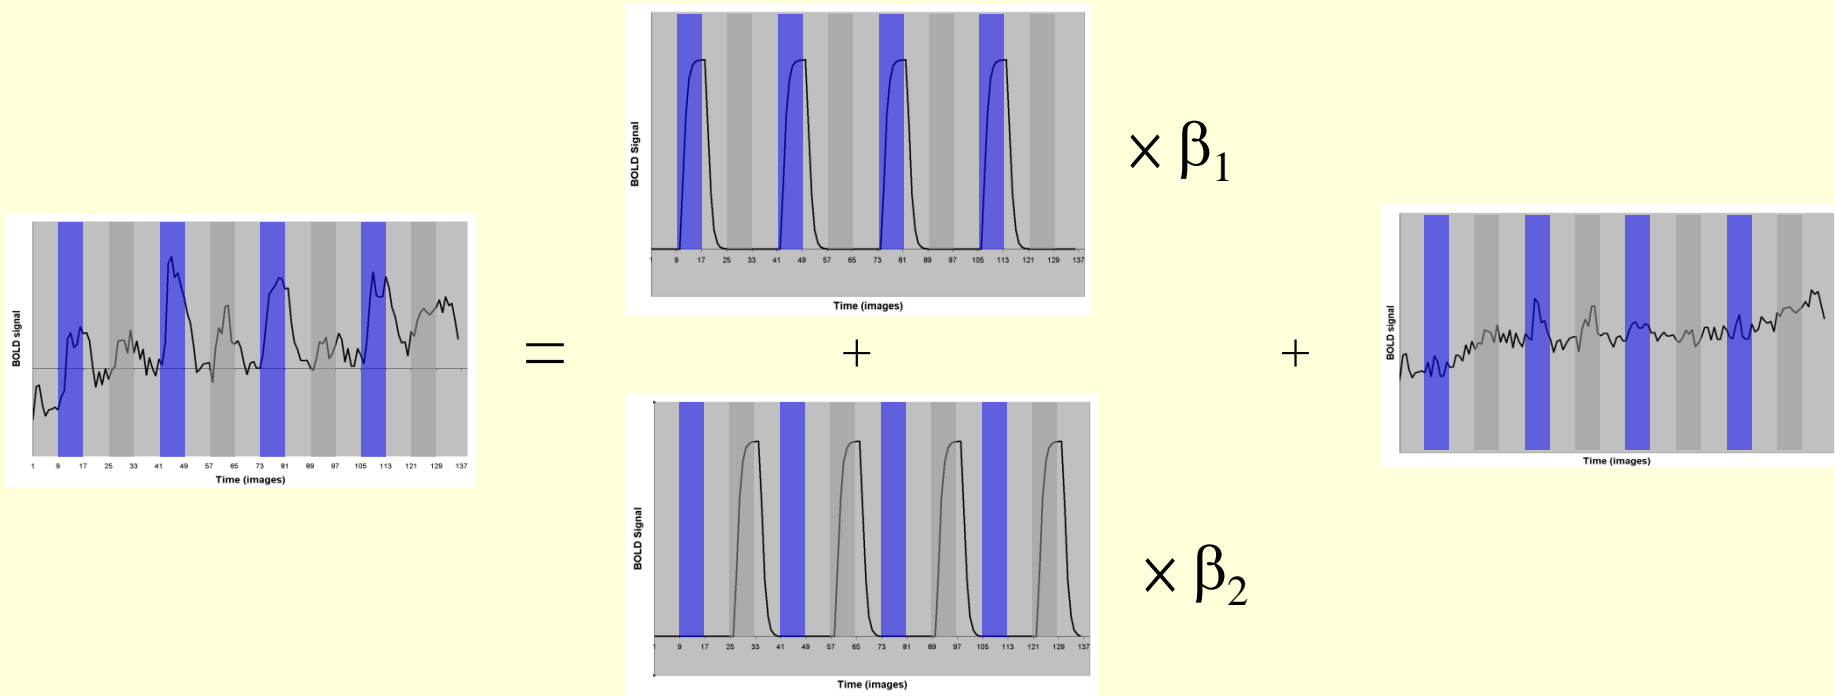 BOLD signal
1 9 17 25 33 41 49 57 65 73 81 89 97 105 113 121 129 137
Time (images)
=
BOLD Signal
1 9 17 25 33 41 49 57 65 73 81 89 97 105 113 121 129 137
Time (images)
× β1
+
BOLD Signal
1 9 17 25 33 41 49 57 65 73 81 89 97 105 113 121 129 137
Time (images)
× β2
+
BOLD signal
Time (images)